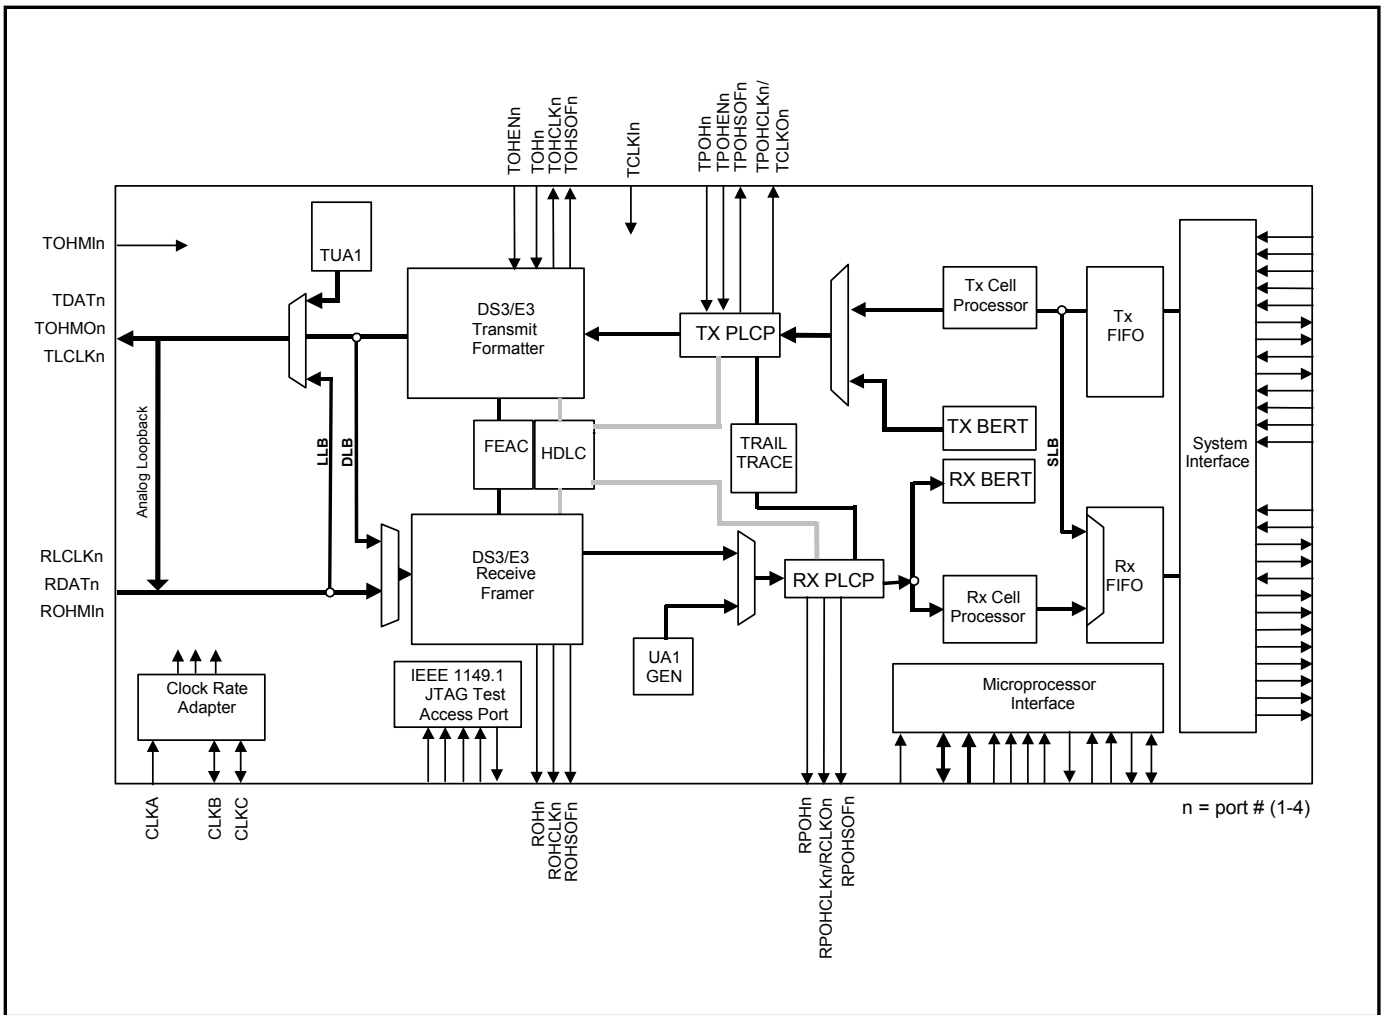 TOHENn
TOHn
TOHCLKn
TOHSOFn
TCLKIn
TPOHn
TPOHENn
TPOHSOFn
TPOHCLKn/
TCLKOn
TOHMIn
TDATn
TOHMOn
TLCLKn
TUA1
DS3/E3
Transmit
Formatter
TX PLCP
Tx Cell
Processor
Tx
FIFO
TX BERT
System
Interface
Analog Loopback
LLB
DLB
FEAC
HDLC
TRAIL
TRACE
SLB
RX BERT
RLCLKn
RDATn
ROHMIn
DS3/E3
Receive
Framer
RX PLCP
Rx Cell
Processor
Rx
FIFO
UA1
GEN
Clock Rate
Adapter
IEEE 1149.1
JTAG Test
Access Port
Microprocessor
Interface
CLKA
CLKB
CLKC
ROHn
ROHCLKn
ROHSOFn
RPOHn
RPOHCLKn/RCLKOn
RPOHSOFn
n = port # (1-4)